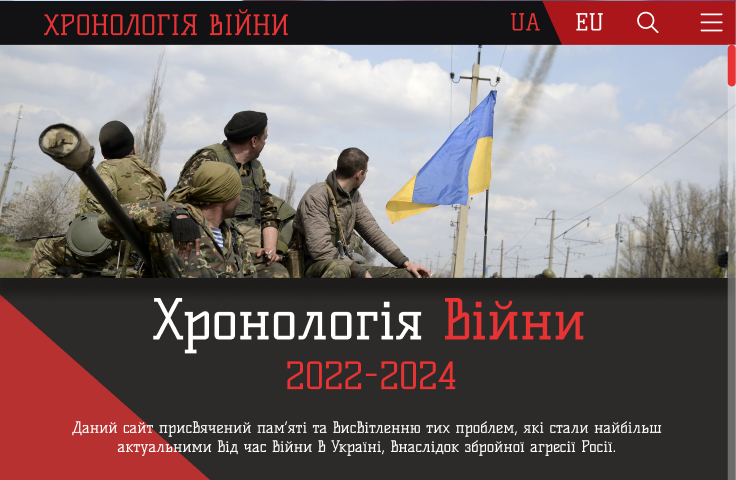 ХРОНОЛОГІЯ ВІЙНИ
UA EU
Хронологія Війни
2022-2024
Даний сайт присвячений пам'яті та висвітленню тих проблем, які стали найбільш
актуальними від час війни в Україні, внаслідок збройної агресії Росії.